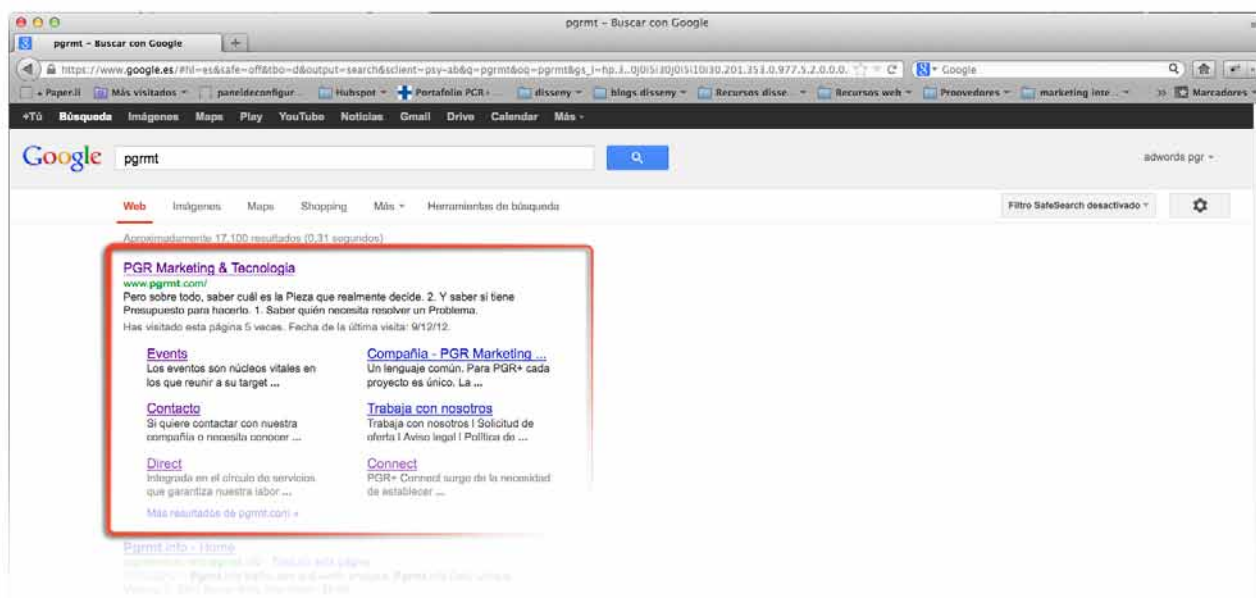 pgrmt – Buscar con Google
pgrmt – Buscar con Google
Google
+ Paper.li Más visitados paneldeconfigur... Hubspot Portafolio PGR+ disseny blogs disseny Recursos disse... Recursos web Proovedores marketing inte... Marcadores
+Tú Búsqueda Imágenes Maps Play YouTube Noticias Gmail Drive Calendar Más
Google pgrmt adwords pgr
Web Imágenes Maps Shopping Más Herramientas de búsqueda Filtro SafeSearch desactivado
Aproximadamente 17.100 resultados (0,31 segundos)
PGR Marketing & Tecnología
www.pgrmt.com/
Pero sobre todo, saber cuál es la Pieza que realmente decide. 2. Y saber si tiene
Presupuesto para hacerlo. 1. Saber quién necesita resolver un Problema.
Has visitado esta página 5 veces. Fecha de la última visita: 9/12/12.
Events
Los eventos son núcleos vitales en
los que reunir a su target ...
Compañia - PGR Marketing ...
Un lenguaje común. Para PGR+ cada
proyecto es único. La ...
Contacto
Si quiere contactar con nuestra
compañía o necesita conocer ...
Trabaja con nosotros
Trabaja con nosotros | Solicitud de
oferta | Aviso legal | Política de ...
Direct
Integrada en el círculo de servicios
que garantiza nuestra labor ...
Connect
PGR+ Connect surge de la necesidad
de establecer ...
Más resultados de pgrmt.com »
Pgrmt.info - Home